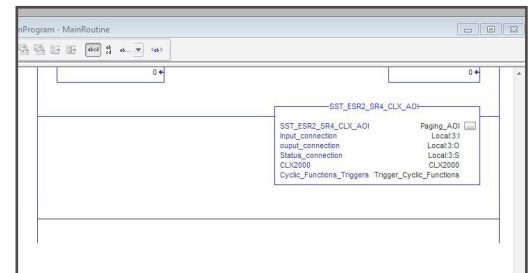 nProgram - MainRoutine
0
0
SST_ESR2_SR4_CLX_AOI
SST_ESR2_SR4_CLX_AOI Paging_AOI ...
Input_connection Local:3:I
ouput_connection Local:3:O
Status_connection Local:3:S
CLX2000 CLX2000
Cyclic_Functions_Triggers Trigger_Cyclic_Functions